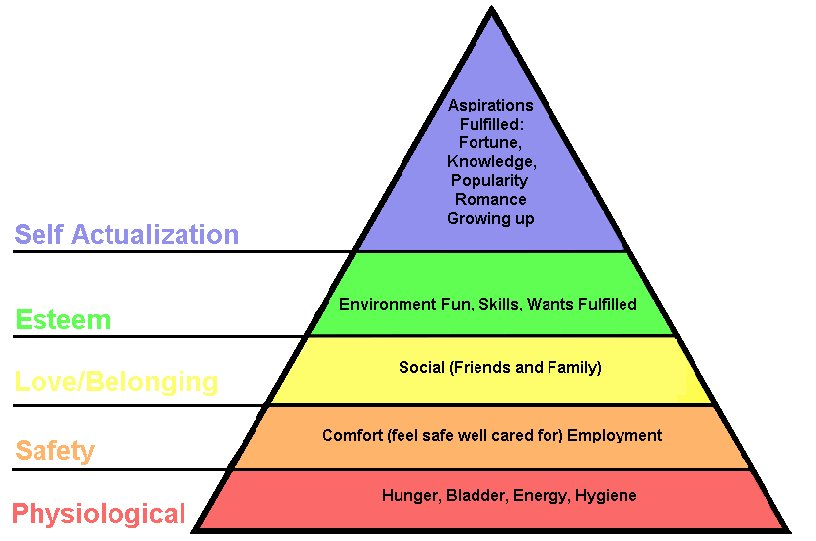 Aspirations
Fulfilled:
Fortune,
Knowledge,
Popularity
Romance
Growing up
Self Actualization
Environment Fun, Skills, Wants Fulfilled
Esteem
Social (Friends and Family)
Love/Belonging
Comfort (feel safe well cared for) Employment
Safety
Hunger, Bladder, Energy, Hygiene
Physiological